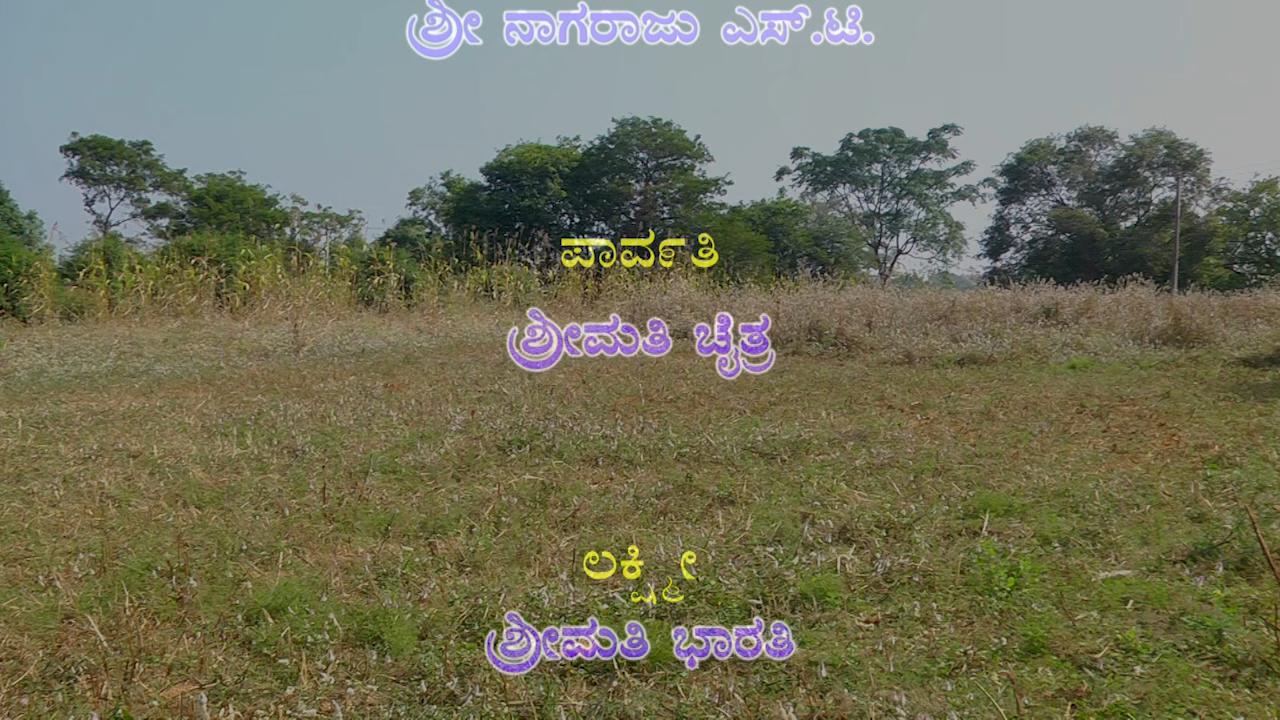 ಶ್ರೀ ನಾಗರಾಜು ಎಸ್.ಟಿ.
ಪಾರ್ವತಿ
ಶ್ರೀಮತಿ ಚೈತ್ರ
ಲಕ್ಷ್ಮೀ
ಶ್ರೀಮತಿ ಭಾರತಿ